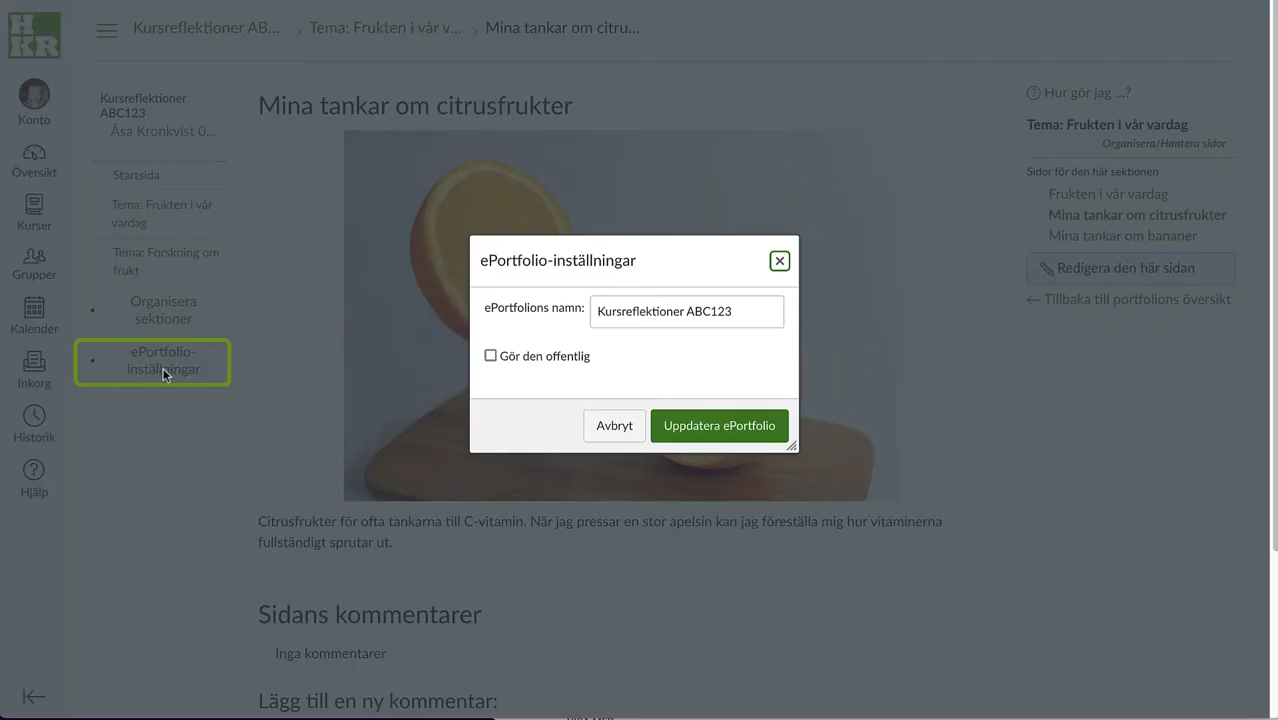 HKR
Kursreflektioner AB... > Tema: Frukten i vår v... > Mina tankar om citru...
Konto
Översikt
Kurser
Grupper
Kalender
Inkorg
Historik
Hjälp
Kursreflektioner
ABC123
Åsa Kronkvist 0...
Startsida
Tema: Frukten i vår
vardag
Tema: Forskning om
frukt
Organisera
sektioner
ePortfolio-
inställningar
Mina tankar om citrusfrukter
ePortfolio-inställningar
ePortfolions namn: Kursreflektioner ABC123
Gör den offentlig
Avbryt Uppdatera ePortfolio
Citrusfrukter för ofta tankarna till C-vitamin. När jag pressar en stor apelsin kan jag föreställa mig hur vitaminerna
fullständigt sprutar ut.
Sidans kommentarer
Inga kommentarer
Lägg till en ny kommentar:
Hur gör jag ...?
Tema: Frukten i vår vardag
Organisera/Hantera sidor
Sidor för den här sektionen
Frukten i vår vardag
Mina tankar om citrusfrukter
Mina tankar om bananer
Redigera den här sidan
Tillbaka till portfolions översikt